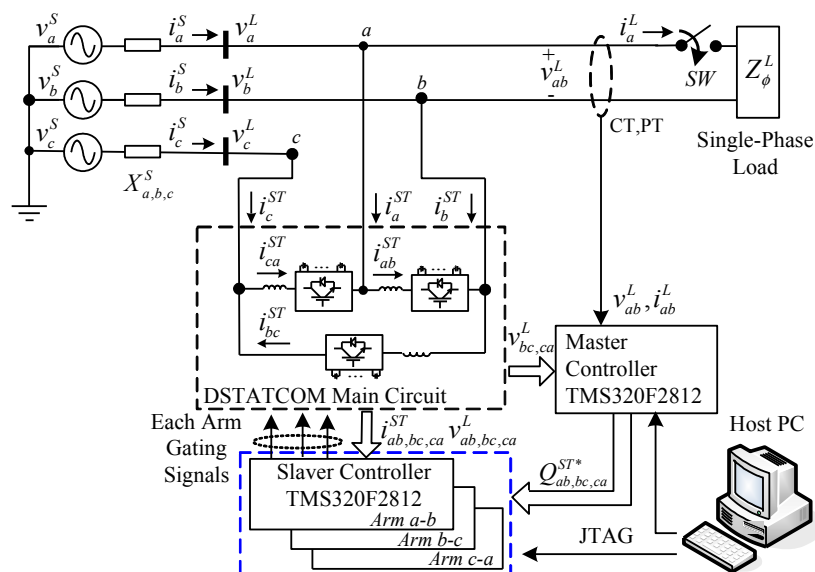 v_a^S i_a^S v_a^L a i_a^L
SW
+ v_ab^L -
Z_ϕ^L
v_b^S i_b^S v_b^L b
CT,PT
Single-Phase
Load
v_c^S i_c^S v_c^L c
X_a,b,c^S
i_c^ST i_a^ST i_b^ST
i_ca^ST i_ab^ST
...
...
i_bc^ST
...
DSTATCOM Main Circuit
v_bc,ca^L
v_ab^L, i_ab^L
Master
Controller
TMS320F2812
Each Arm
Gating
Signals
i_ab,bc,ca^ST v_ab,bc,ca^L
Host PC
Slaver Controller
TMS320F2812
Arm a-b
Arm b-c
Arm c-a
Q_ab,bc,ca^ST*
JTAG